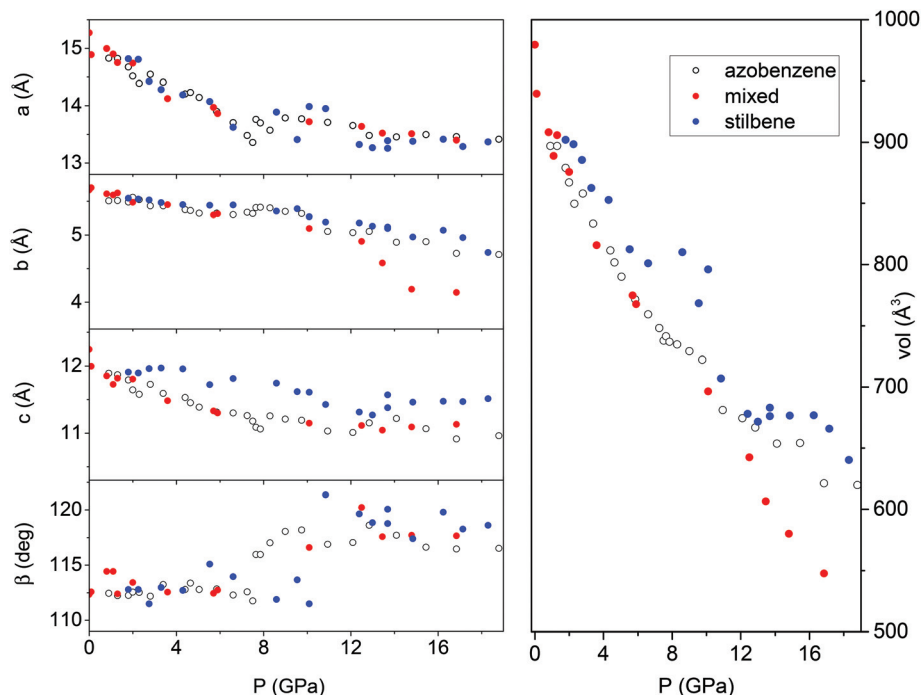 15
14
13
a (Å)
5
4
b (Å)
12
11
c (Å)
120
115
110
β (deg)
0 4 8 12 16
P (GPa)
azobenzene
mixed
stilbene
1000
900
800
700
600
500
vol (Å³)
0 4 8 12 16
P (GPa)